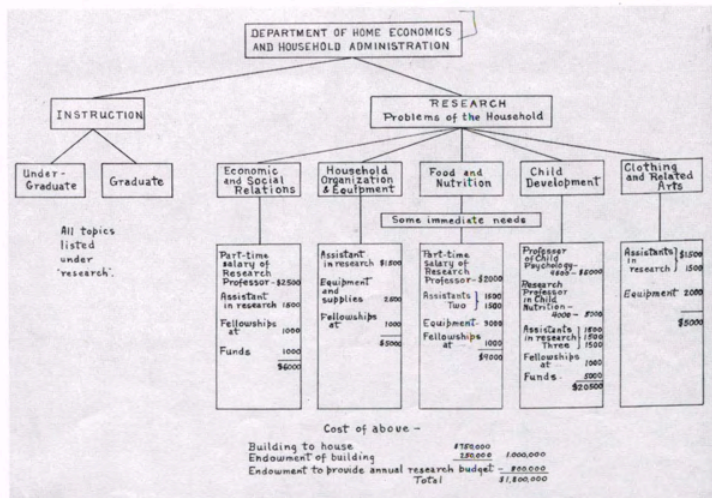 DEPARTMENT OF HOME ECONOMICS
AND HOUSEHOLD ADMINISTRATION
INSTRUCTION
RESEARCH
Problems of the Household
Under-
Graduate
Graduate
Economic
and Social
Relations
Household
Organization
& Equipment
Food and
Nutrition
Child
Development
Clothing
and Related
Arts
Some immediate needs
All topics
listed
under
"research".
Part-time
salary of
Research
Professor - $2500
Assistant
in research 1500
Fellowships
at 1000
Funds 1000
$6000
Assistant
in research $1500
Equipment
and
supplies 2500
Fellowships
at 1000
$5000
Part-time
salary of
Research
Professor - $2000
Assistants 1500
Two 1500
Equipment - 3000
Fellowships
at 1000
$9000
Professor
of Child
Psychology -
4500 - $6000
Research
Professor
in Child
Nutrition -
4000 - 5000
Assistants 1500
in research 1500
Three 1500
Fellowships
at 1000
Funds - 5000
$20500
Assistants $1500
in
research 1500
Equipment 2000
$5000
Cost of above -
Building to house $750,000
Endowment of building 250,000 1,000,000
Endowment to provide annual research budget - 800,000
Total $1,800,000